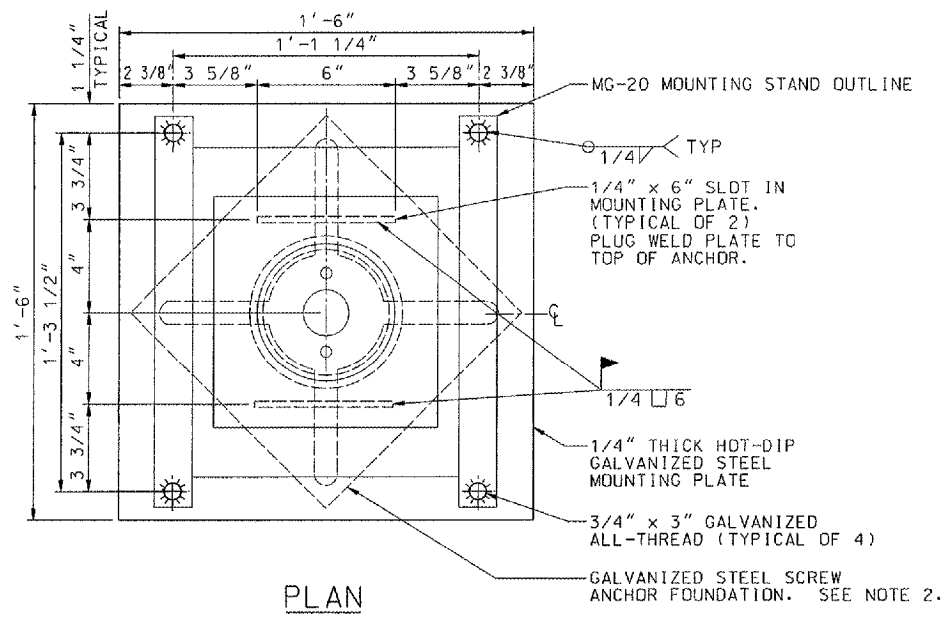 1'-6"
1'-1 1/4"
1 1/4"
TYPICAL
2 3/8" 3 5/8" 6" 3 5/8" 2 3/8"
MG-20 MOUNTING STAND OUTLINE
1/4 TYP
1/4" x 6" SLOT IN
MOUNTING PLATE.
(TYPICAL OF 2)
PLUG WELD PLATE TO
TOP OF ANCHOR.
3 3/4"
4"
1'-3 1/2"
1'-6"
4"
3 3/4"
℄
1/4 6
1/4" THICK HOT-DIP
GALVANIZED STEEL
MOUNTING PLATE
3/4" x 3" GALVANIZED
ALL-THREAD (TYPICAL OF 4)
GALVANIZED STEEL SCREW
ANCHOR FOUNDATION. SEE NOTE 2.
PLAN